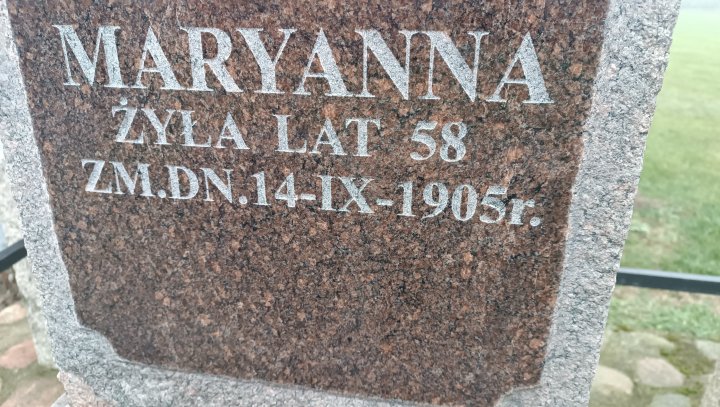 MARYANNA
ŻYŁA LAT 58
ZM.DN.14-IX-1905r.